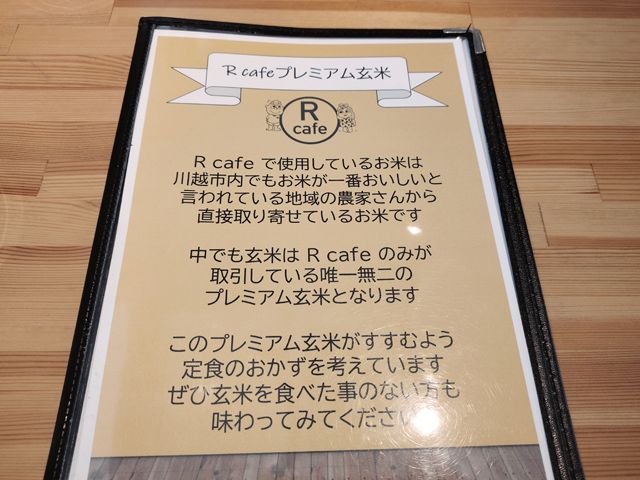 R cafeプレミアム玄米
R
cafe
R cafe で使用しているお米は
川越市内でもお米が一番おいしいと
言われている地域の農家さんから
直接取り寄せているお米です
中でも玄米は R cafe のみが
取引している唯一無二の
プレミアム玄米となります
このプレミアム玄米がすすむよう
定食のおかずを考えています
ぜひ玄米を食べた事のない方も
味わってみてください